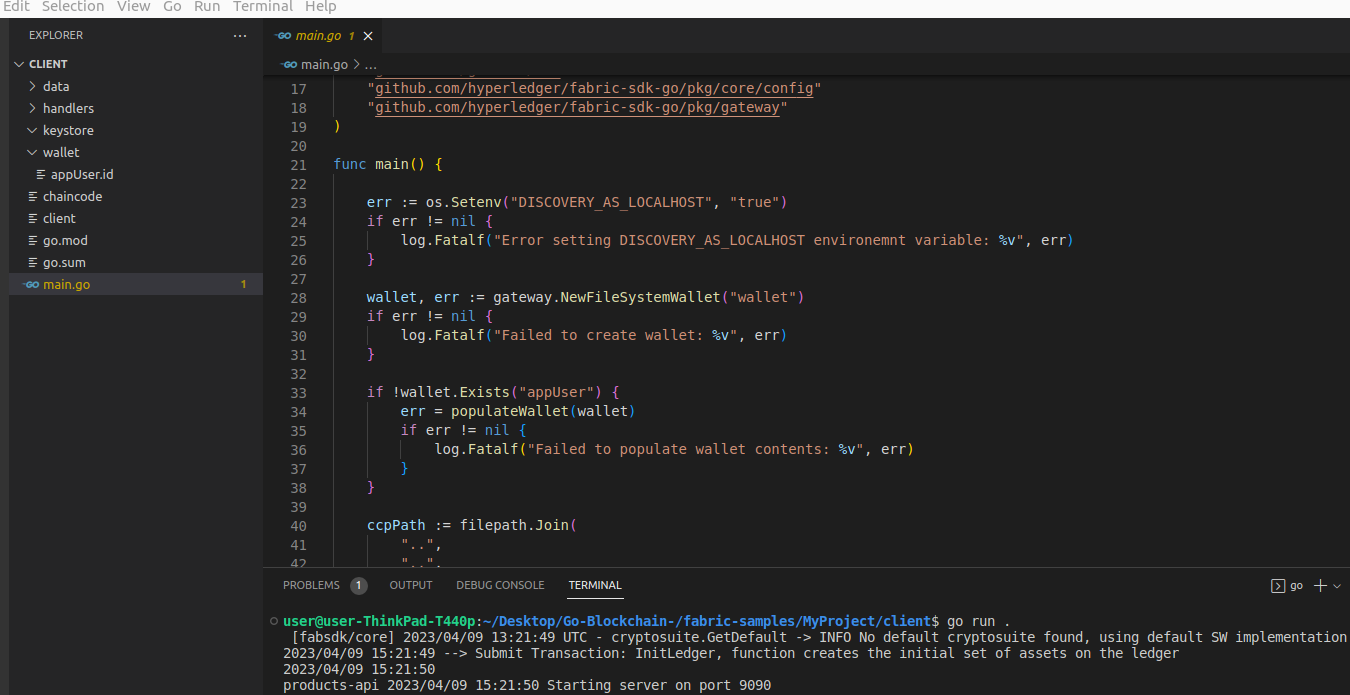 Edit Selection View Go Run Terminal Help
EXPLORER ...
GO main.go 1 ×
CLIENT
GO main.go > ...
data
handlers
keystore
wallet
appUser.id
chaincode
client
go.mod
go.sum
GO main.go 1
17 "github.com/hyperledger/fabric-sdk-go/pkg/core/config"
18 "github.com/hyperledger/fabric-sdk-go/pkg/gateway"
19 )
20
21 func main() {
22
23 err := os.Setenv("DISCOVERY_AS_LOCALHOST", "true")
24 if err != nil {
25 log.Fatalf("Error setting DISCOVERY_AS_LOCALHOST environemnt variable: %v", err)
26 }
27
28 wallet, err := gateway.NewFileSystemWallet("wallet")
29 if err != nil {
30 log.Fatalf("Failed to create wallet: %v", err)
31 }
32
33 if !wallet.Exists("appUser") {
34 err = populateWallet(wallet)
35 if err != nil {
36 log.Fatalf("Failed to populate wallet contents: %v", err)
37 }
38 }
39
40 ccpPath := filepath.Join(
41 "..",
42 "..",
PROBLEMS 1 OUTPUT DEBUG CONSOLE TERMINAL go
user@user-ThinkPad-T440p:~/Desktop/Go-Blockchain-/fabric-samples/MyProject/client$ go run .
[fabsdk/core] 2023/04/09 13:21:49 UTC - cryptosuite.GetDefault -> INFO No default cryptosuite found, using default SW implementation
2023/04/09 15:21:49 --> Submit Transaction: InitLedger, function creates the initial set of assets on the ledger
2023/04/09 15:21:50
products-api 2023/04/09 15:21:50 Starting server on port 9090